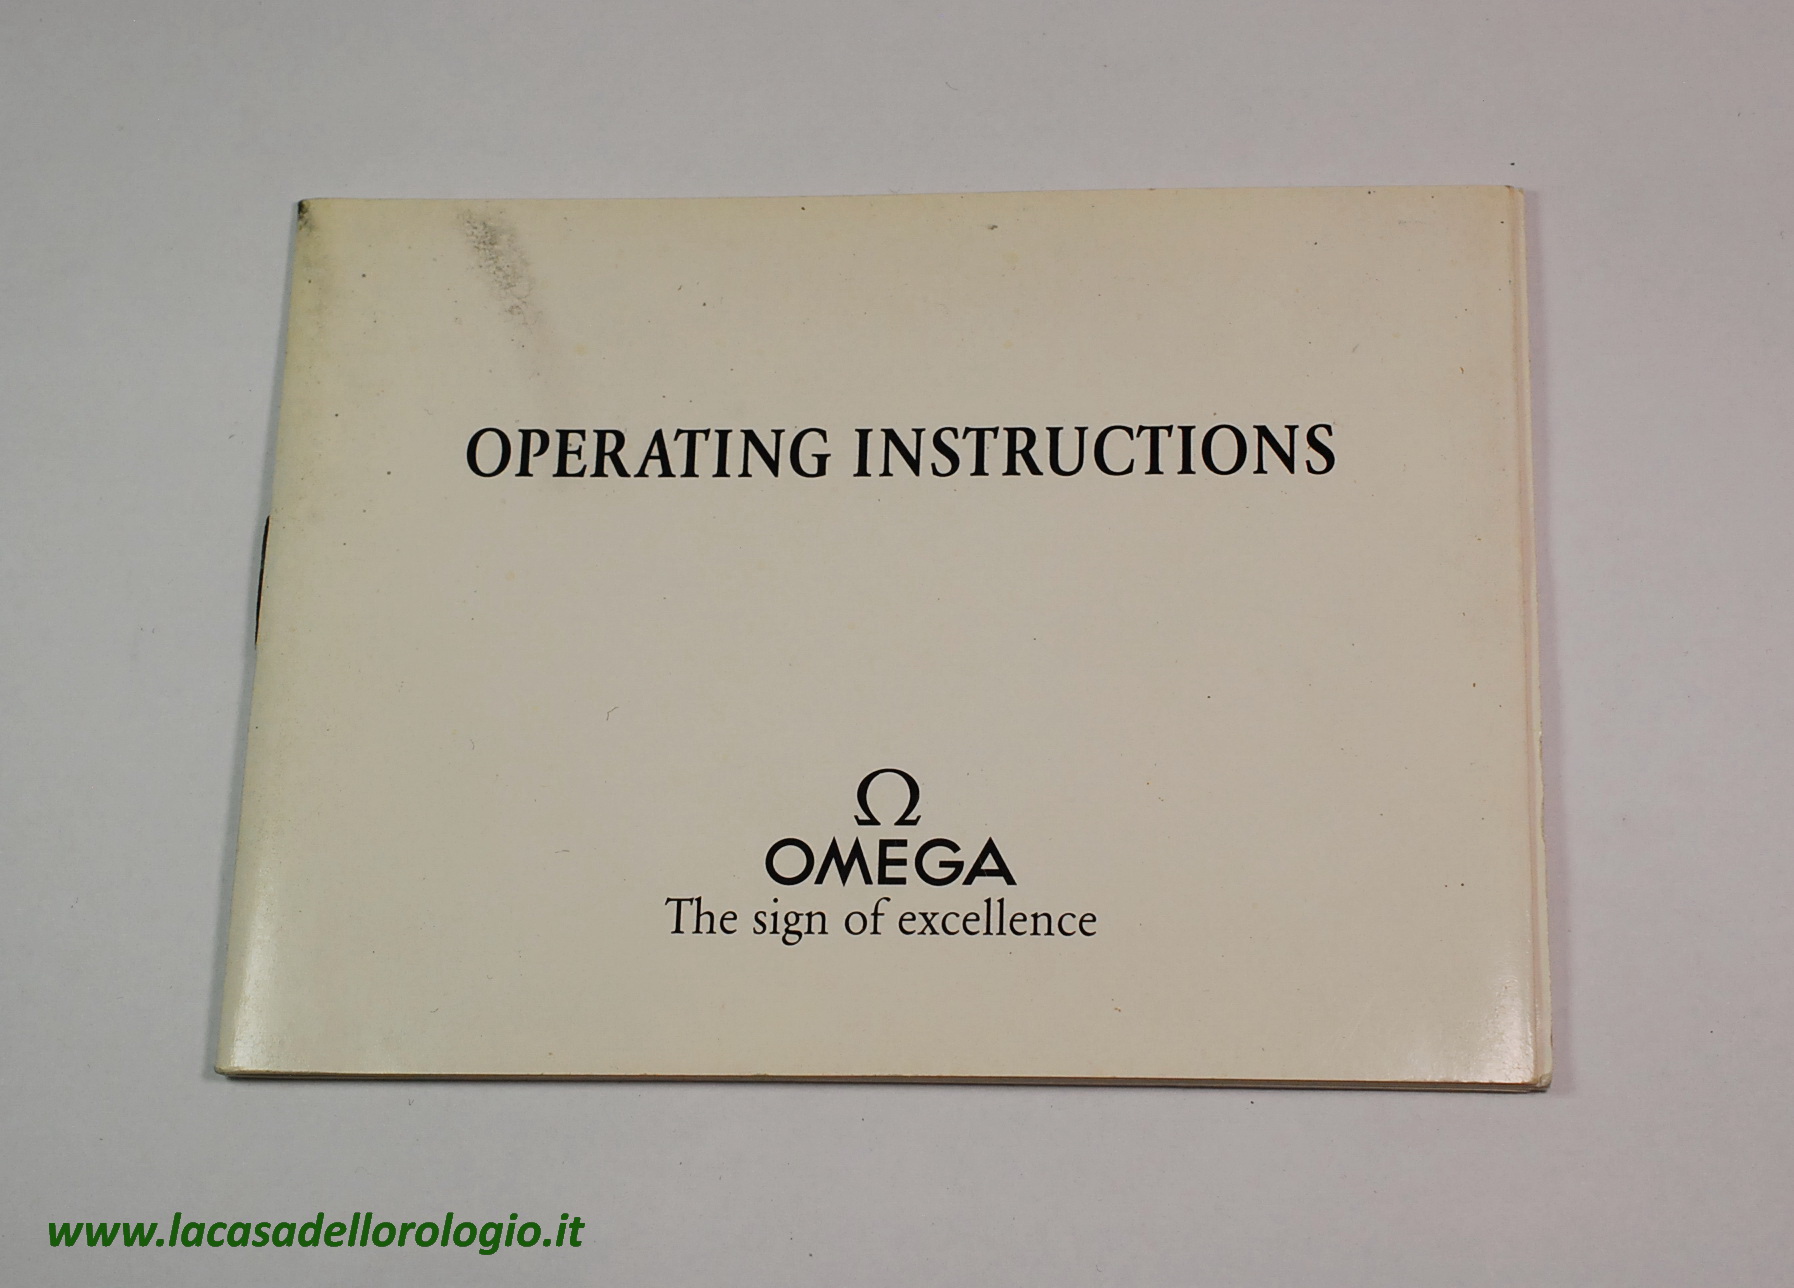 OPERATING INSTRUCTIONS
Ω
OMEGA
The sign of excellence
www.lacasadellorologio.it